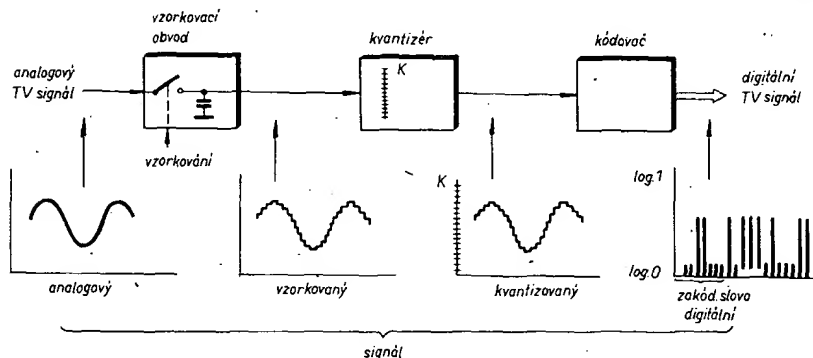 vzorkovací
obvod
kvantizér
kódovač
analogový
TV signál
K
digitální
TV signál
vzorkování
K
log.1
log.0
analogový
vzorkovaný
kvantizovaný
zakód. slova
digitální
signál